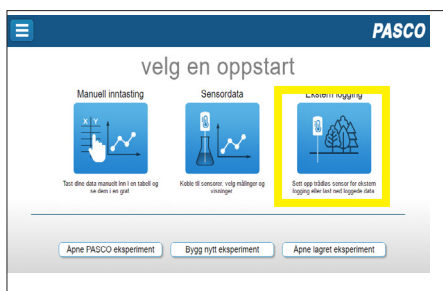 PASCO
velg en oppstart
Manuell inntasting
X Y
Tast dine data manuelt inn i en tabell og
se dem i en graf
Sensordata
Koble til sensorer, velg målinger og
visninger
Ekstern logging
Sett opp trådløs sensor for ekstern
logging eller last ned loggede data
Åpne PASCO eksperiment
Bygg nytt eksperiment
Åpne lagret eksperiment